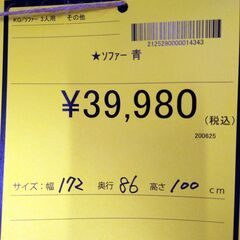 KG/ソファー 3人用 その他
2125290000014343
★ソファー 青
¥39,980
(税込)
200625
サイズ:幅 172 奥行 86 高さ 100 cm